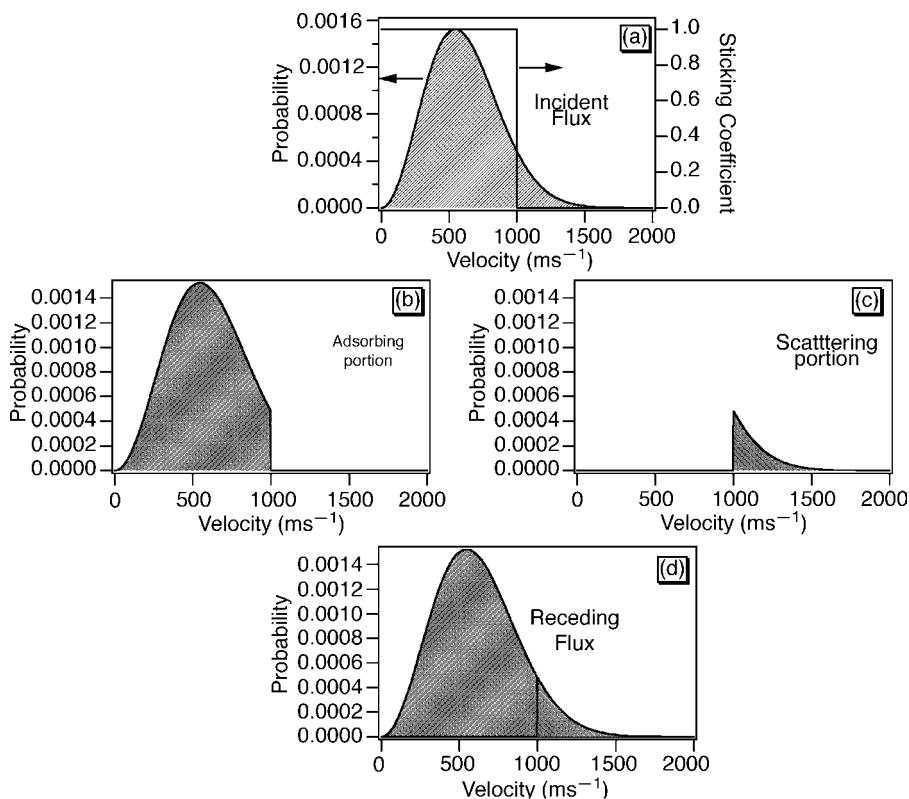 (a)
Probability
0.0016
0.0012
0.0008
0.0004
0.0000
1.0
0.8
0.6
0.4
0.2
0.0
Sticking Coefficient
Incident
Flux
0
500
1000
1500
2000
Velocity (ms−1)
(b)
Probability
0.0014
0.0012
0.0010
0.0008
0.0006
0.0004
0.0002
0.0000
Adsorbing
portion
0
500
1000
1500
2000
Velocity (ms−1)
(c)
Probability
0.0014
0.0012
0.0010
0.0008
0.0006
0.0004
0.0002
0.0000
Scatttering
portion
0
500
1000
1500
2000
Velocity (ms−1)
(d)
Probability
0.0014
0.0012
0.0010
0.0008
0.0006
0.0004
0.0002
0.0000
Receding
Flux
0
500
1000
1500
2000
Velocity (ms−1)